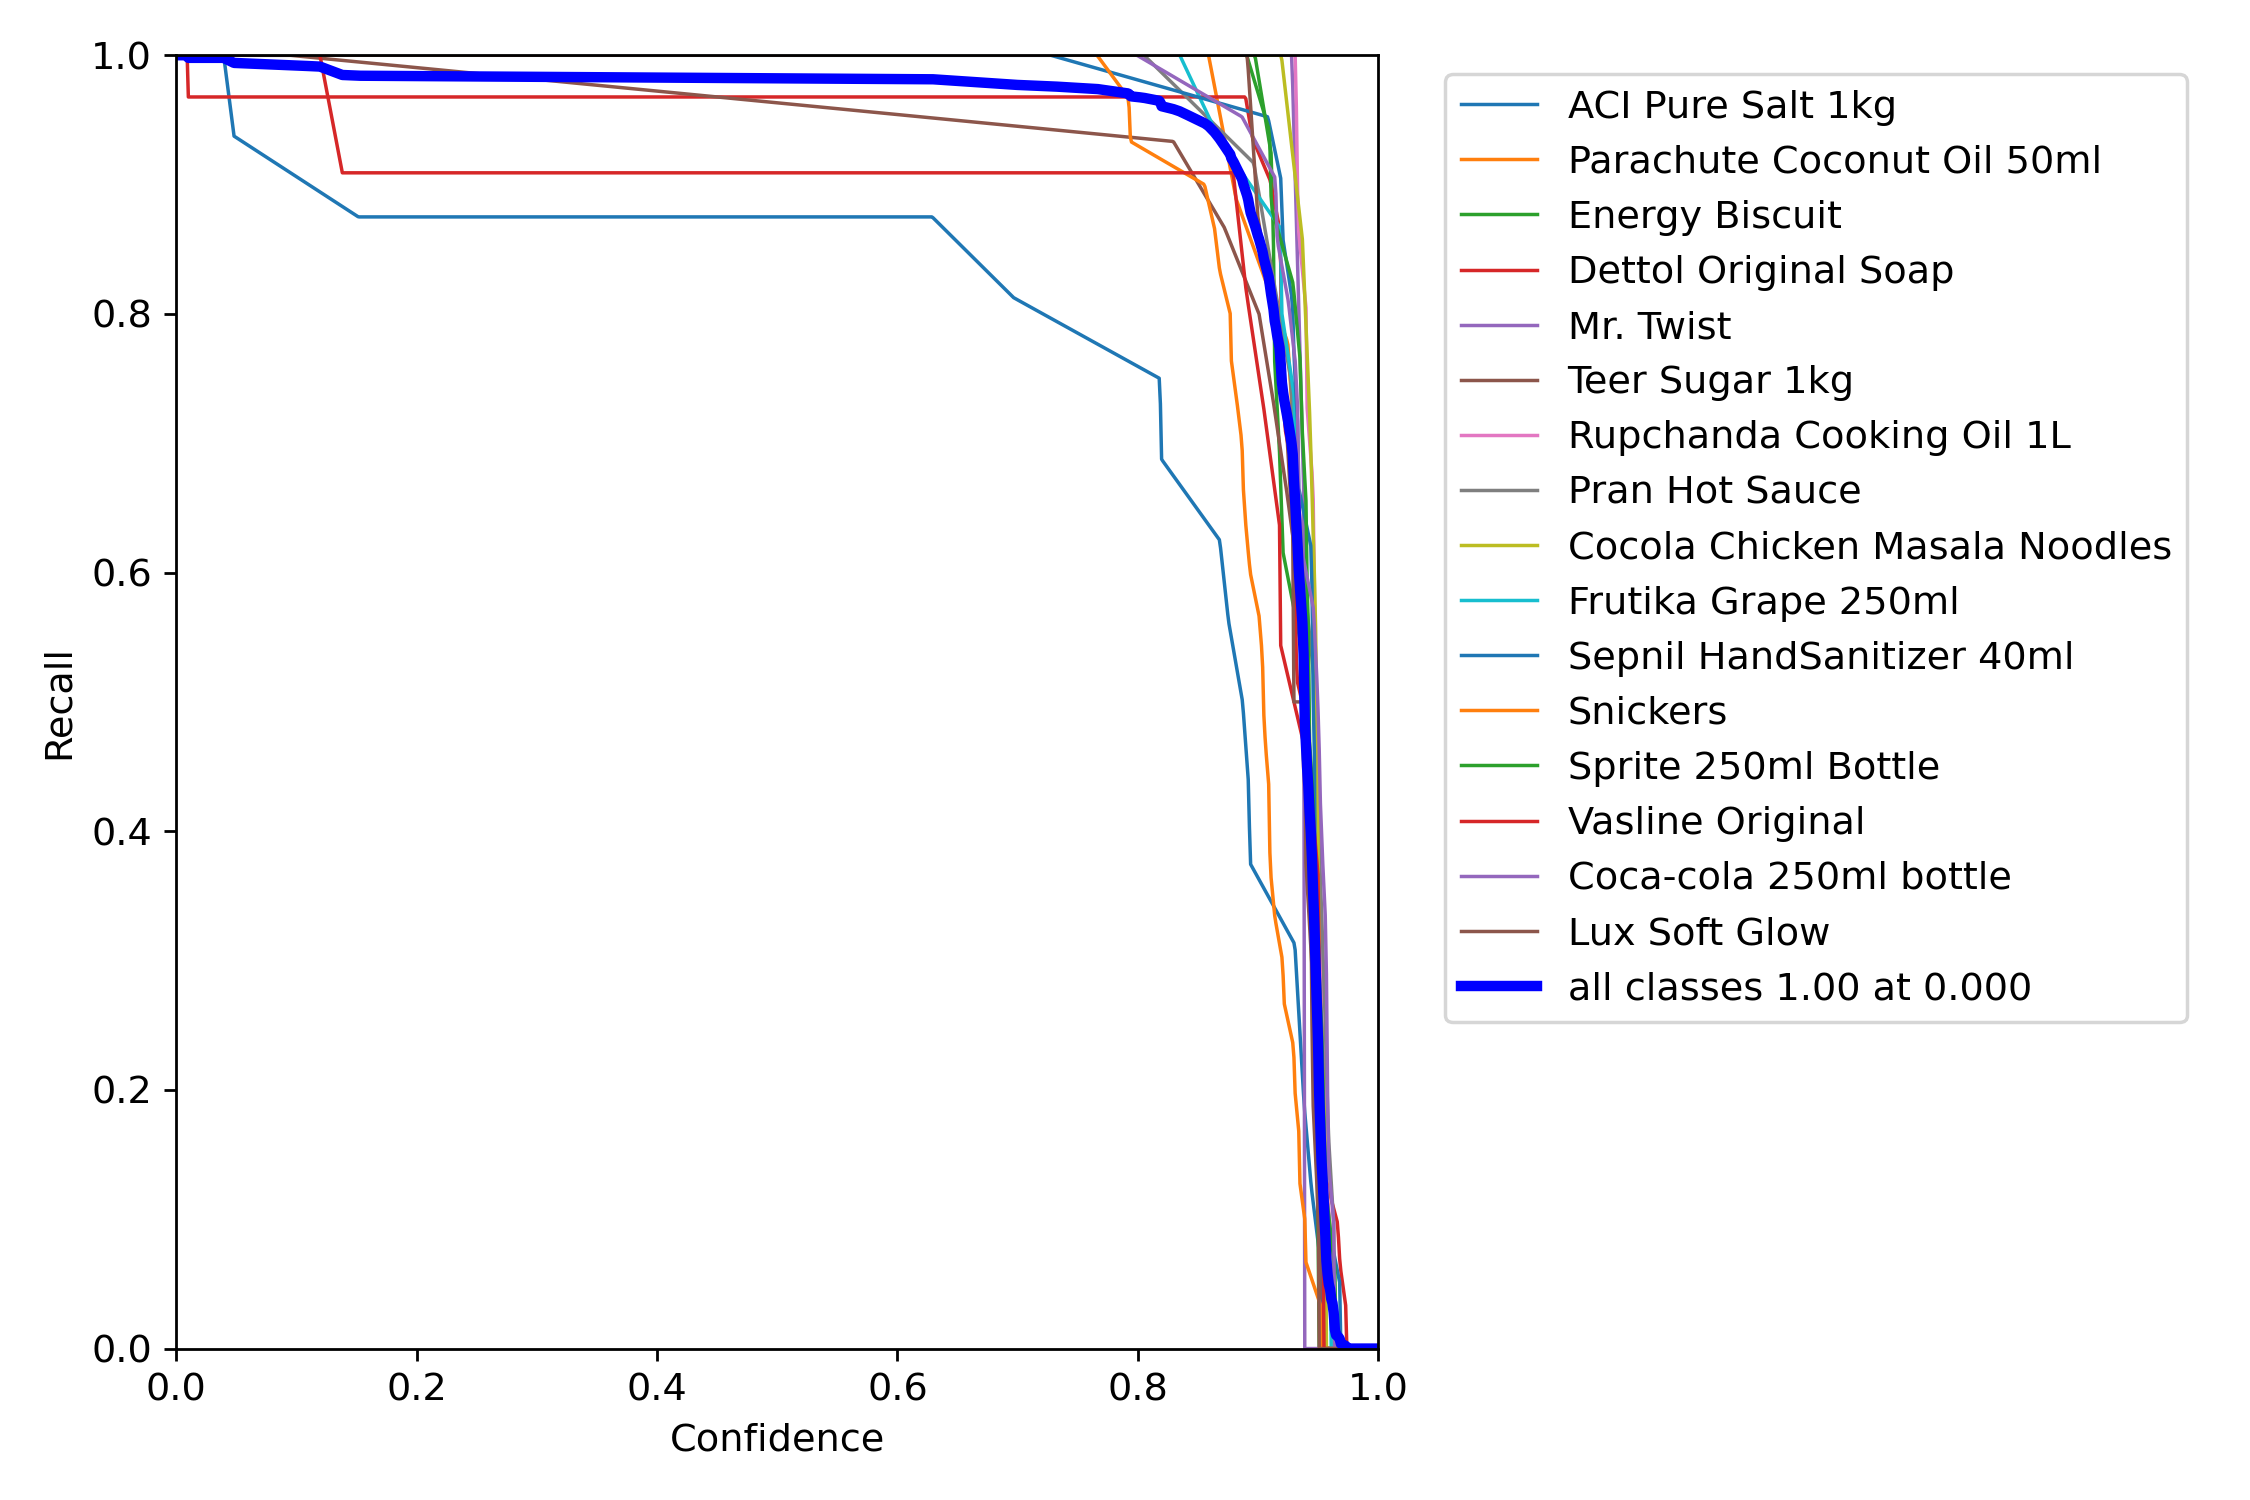 1.0
0.8
0.6
0.4
0.2
0.0
Recall
0.0 0.2 0.4 0.6 0.8 1.0
Confidence
ACI Pure Salt 1kg
Parachute Coconut Oil 50ml
Energy Biscuit
Dettol Original Soap
Mr. Twist
Teer Sugar 1kg
Rupchanda Cooking Oil 1L
Pran Hot Sauce
Cocola Chicken Masala Noodles
Frutika Grape 250ml
Sepnil HandSanitizer 40ml
Snickers
Sprite 250ml Bottle
Vasline Original
Coca-cola 250ml bottle
Lux Soft Glow
all classes 1.00 at 0.000